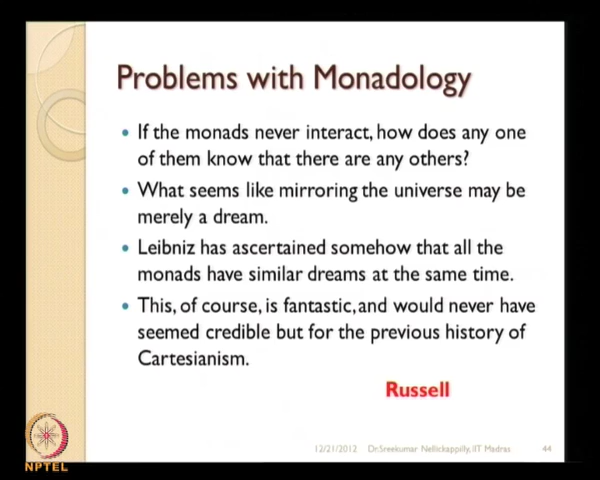 Problems with Monadology
• If the monads never interact, how does any one
of them know that there are any others?
• What seems like mirroring the universe may be
merely a dream.
• Leibniz has ascertained somehow that all the
monads have similar dreams at the same time.
• This, of course, is fantastic, and would never have
seemed credible but for the previous history of
Cartesianism.
Russell
12/21/2012 Dr.Sreekumar Nellickappilly, IIT Madras 44
NPTEL